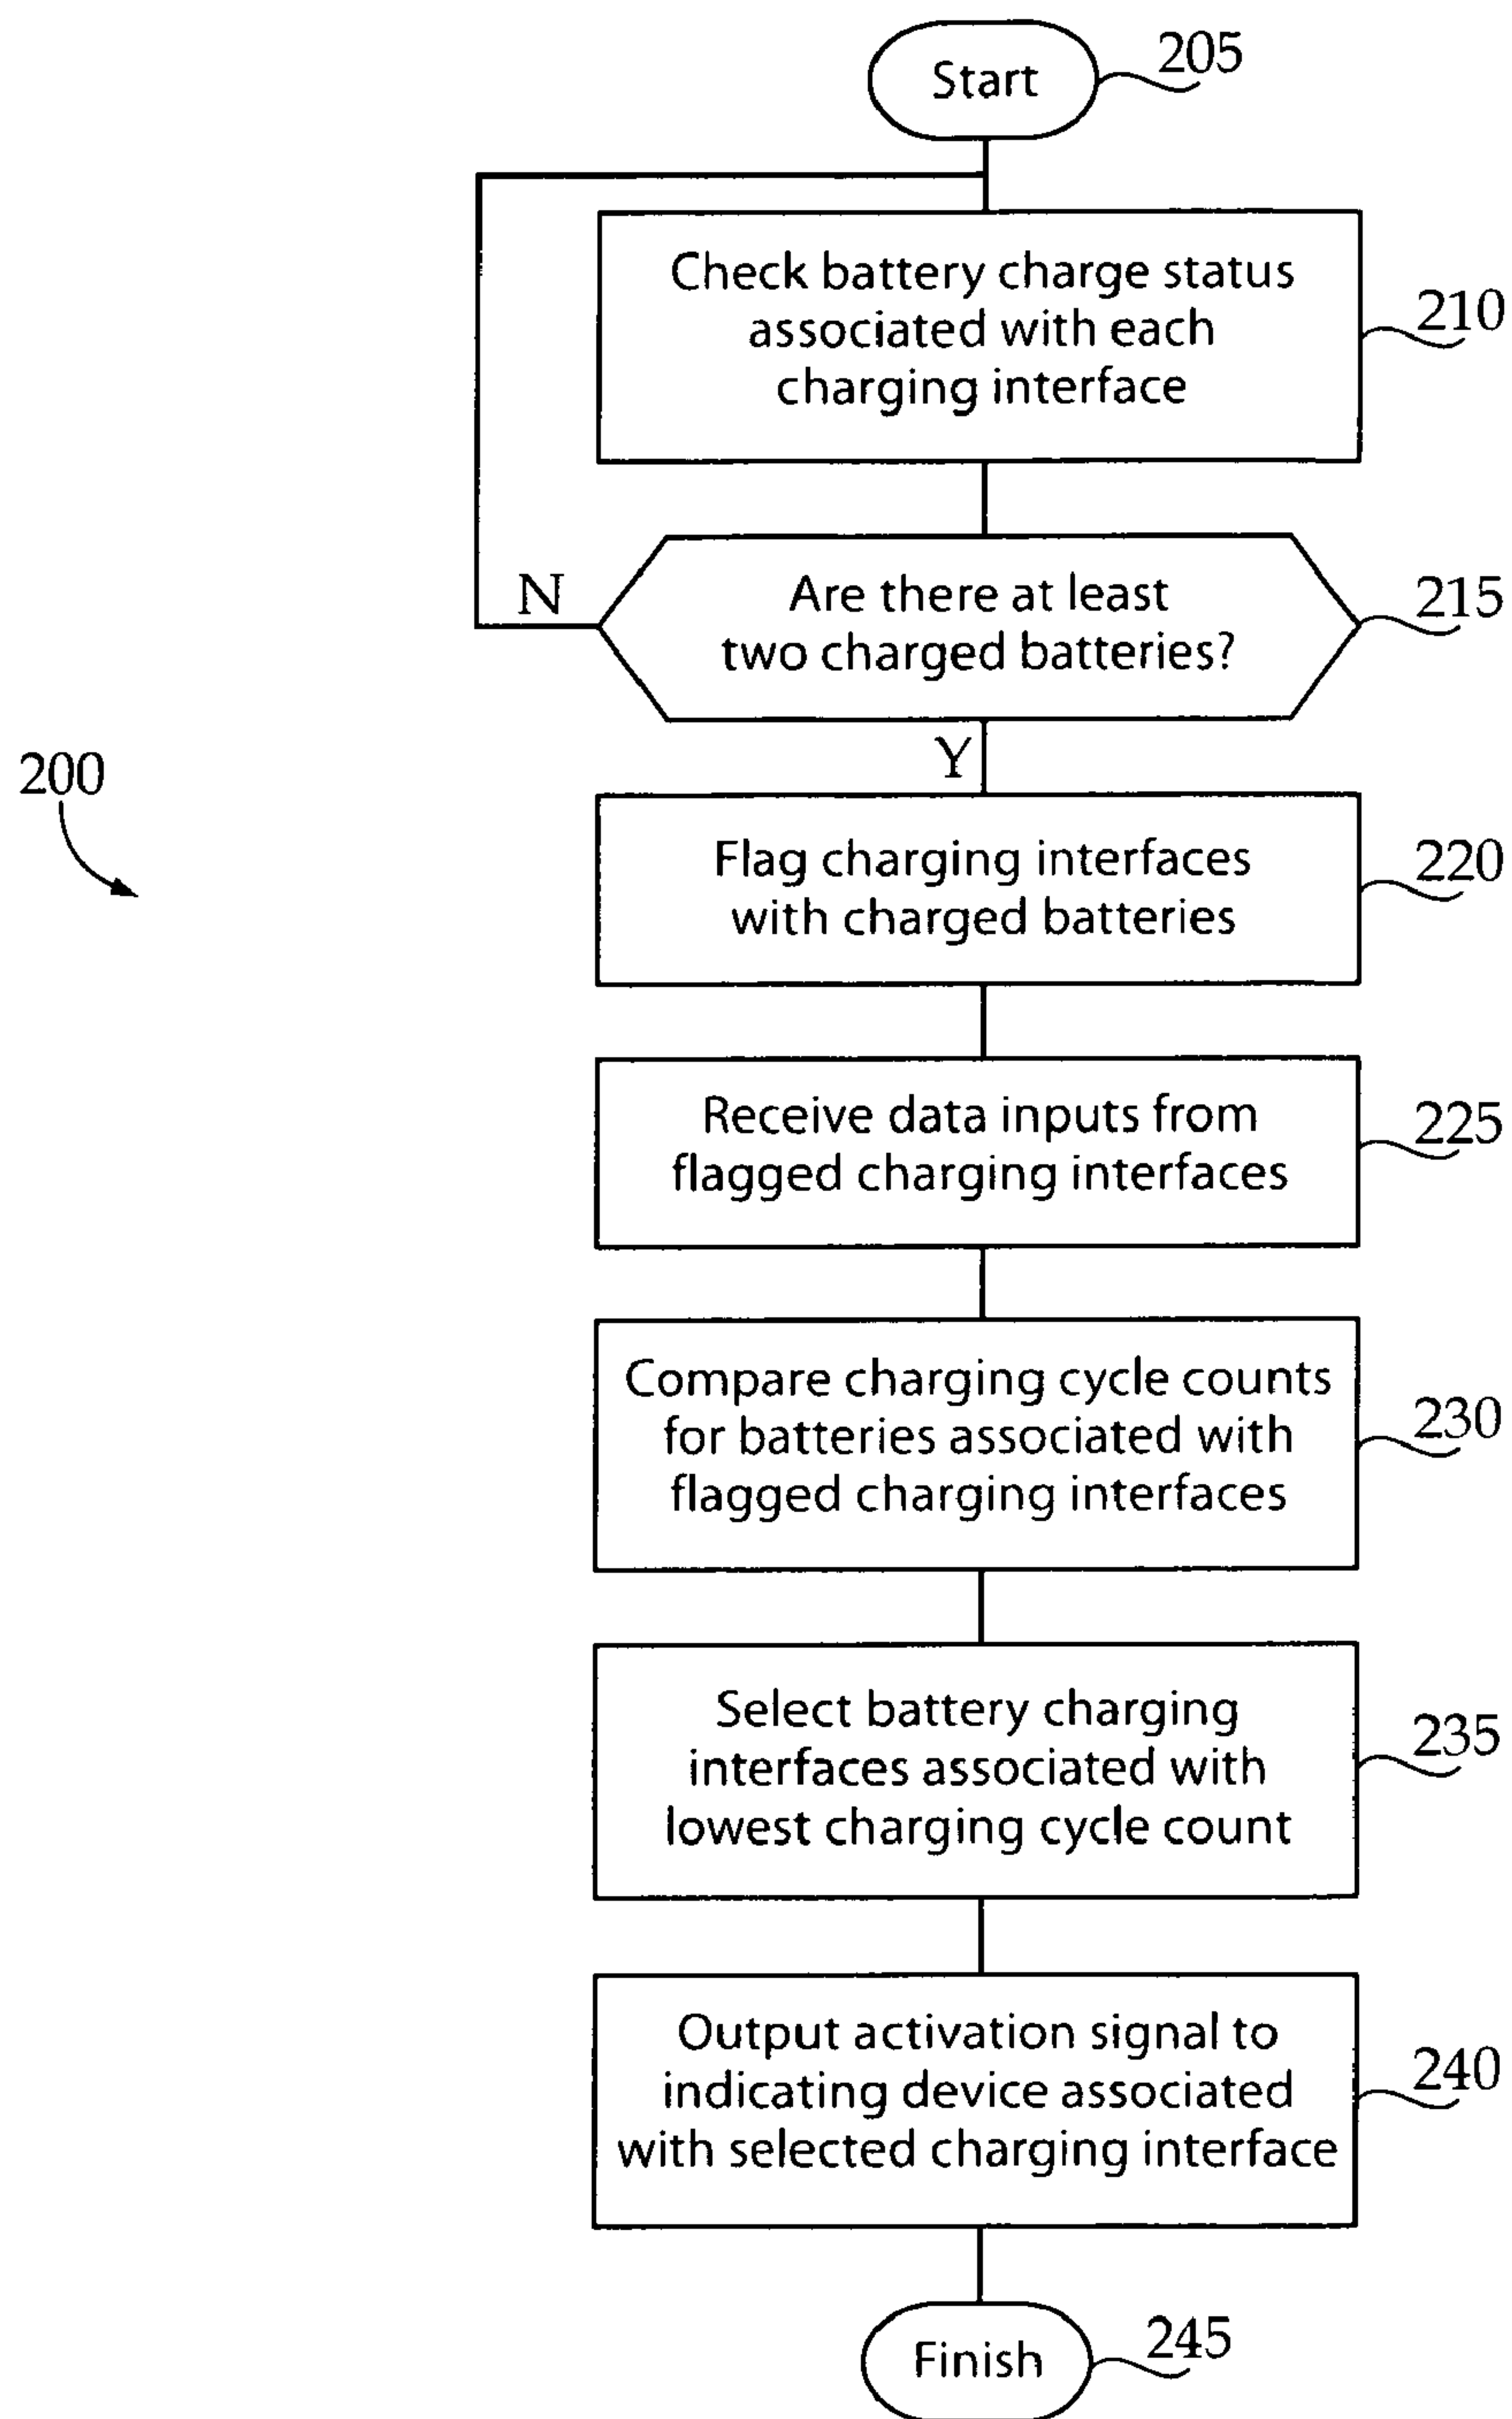 Start
205
Check battery charge status
associated with each
charging interface
210
N
Are there at least
two charged batteries?
215
Y
200
Flag charging interfaces
with charged batteries
220
Receive data inputs from
flagged charging interfaces
225
Compare charging cycle counts
for batteries associated with
flagged charging interfaces
230
Select battery charging
interfaces associated with
lowest charging cycle count
235
Output activation signal to
indicating device associated
with selected charging interface
240
Finish
245